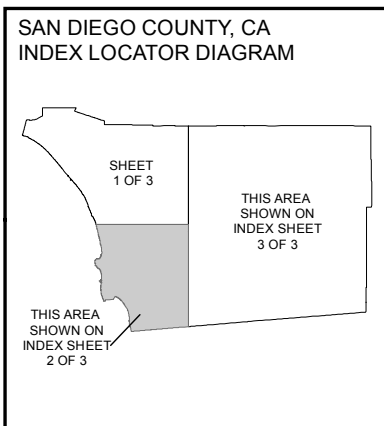 SAN DIEGO COUNTY, CA
INDEX LOCATOR DIAGRAM
SHEET
1 OF 3
THIS AREA
SHOWN ON
INDEX SHEET
3 OF 3
THIS AREA
SHOWN ON
INDEX SHEET
2 OF 3